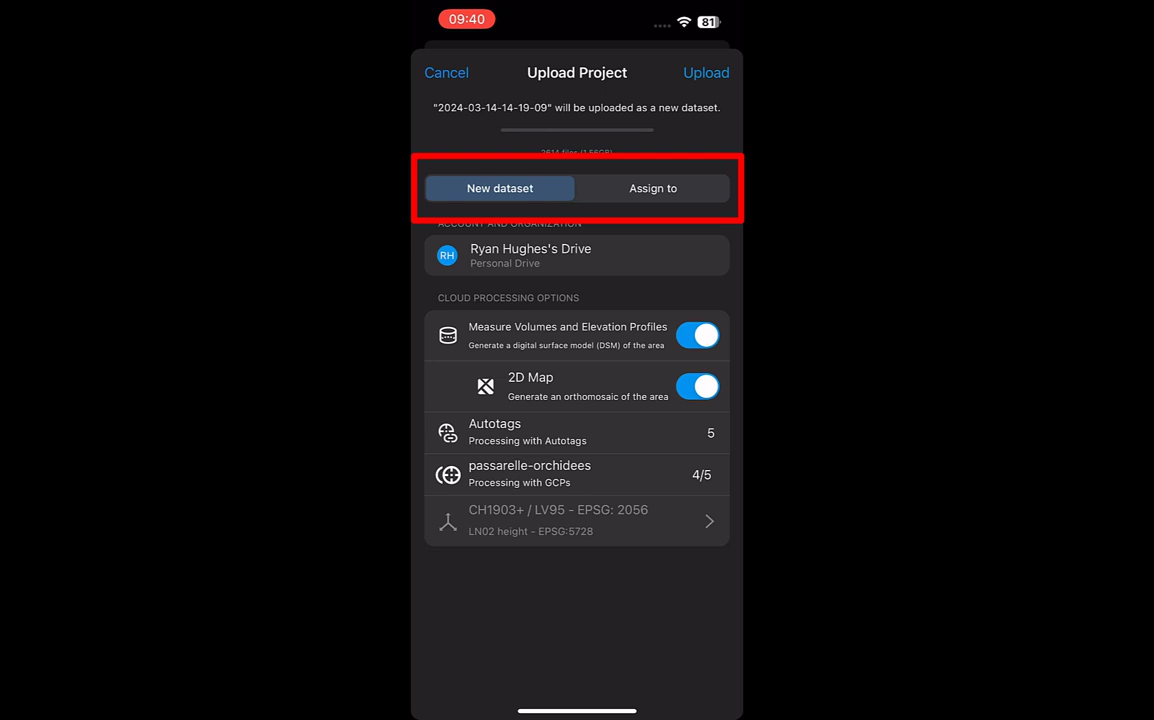 09:40
81
Cancel
Upload Project
Upload
"2024-03-14-14-19-09" will be uploaded as a new dataset.
2614 files (1.56GB)
New dataset
Assign to
ACCOUNT AND ORGANIZATION
RH
Ryan Hughes's Drive
Personal Drive
CLOUD PROCESSING OPTIONS
Measure Volumes and Elevation Profiles
Generate a digital surface model (DSM) of the area
2D Map
Generate an orthomosaic of the area
Autotags
Processing with Autotags
5
passarelle-orchidees
Processing with GCPs
4/5
CH1903+ / LV95 - EPSG: 2056
LN02 height - EPSG:5728